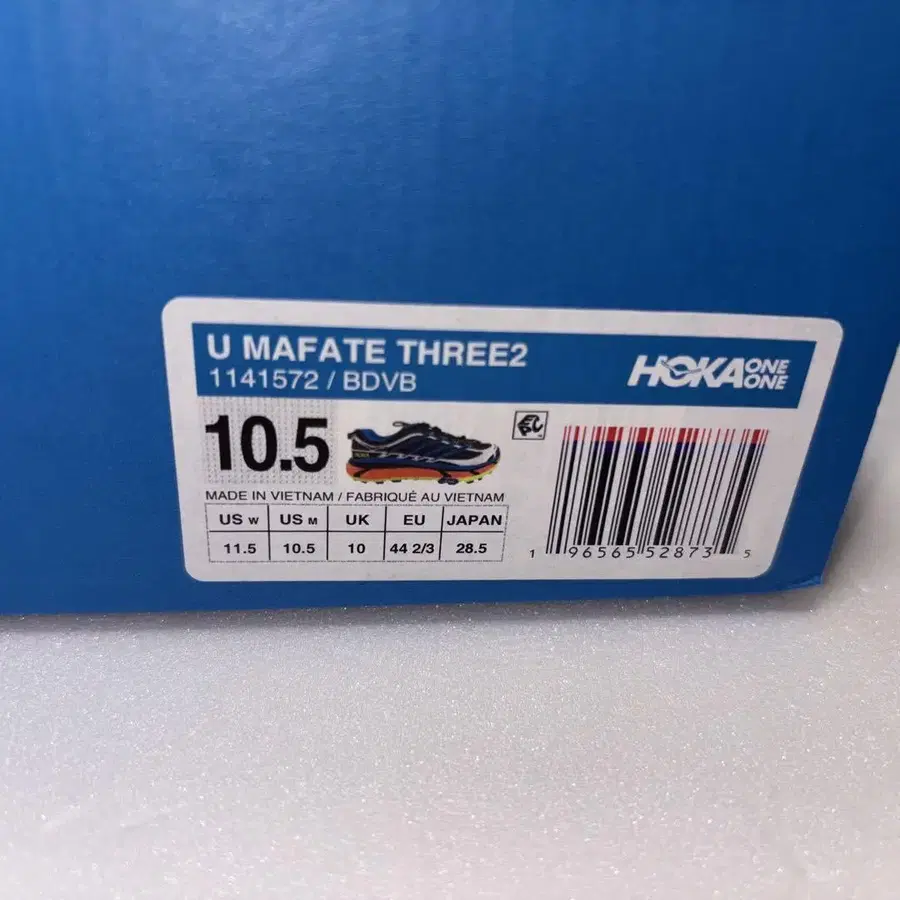 U MAFATE THREE2
1141572 / BDVB
HOKA ONE ONE
10.5
MADE IN VIETNAM / FABRIQUÉ AU VIETNAM
US W US M UK EU JAPAN
11.5 10.5 10 44 2/3 28.5
1 96565 52873 5